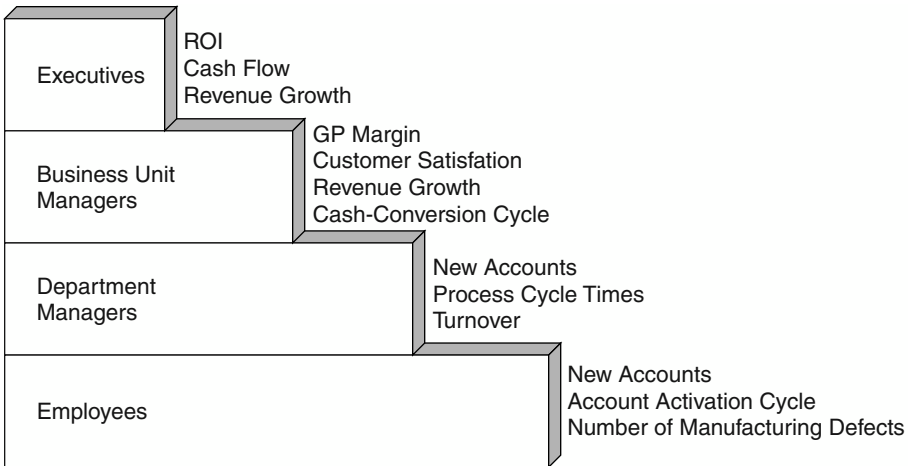 Executives
ROI
Cash Flow
Revenue Growth
Business Unit
Managers
GP Margin
Customer Satisfation
Revenue Growth
Cash-Conversion Cycle
Department
Managers
New Accounts
Process Cycle Times
Turnover
Employees
New Accounts
Account Activation Cycle
Number of Manufacturing Defects